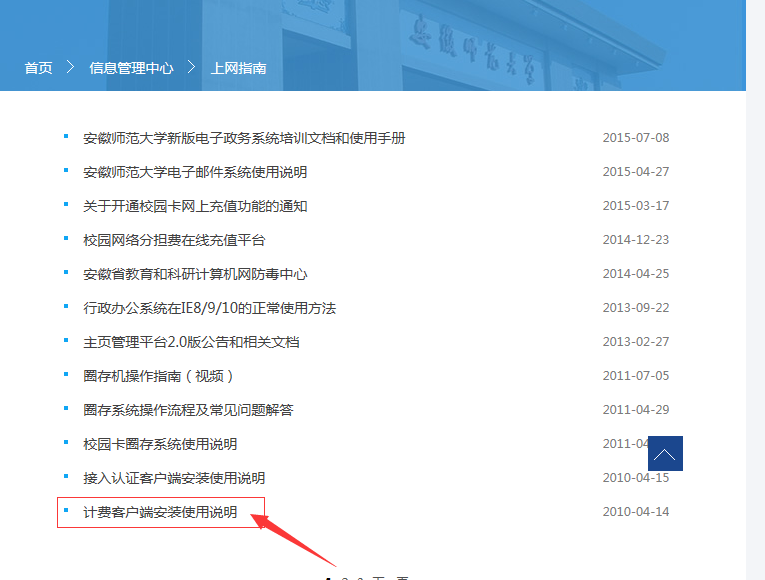 安徽师范大学
首页 > 信息管理中心 > 上网指南
安徽师范大学新版电子政务系统培训文档和使用手册 2015-07-08
安徽师范大学电子邮件系统使用说明 2015-04-27
关于开通校园卡网上充值功能的通知 2015-03-17
校园网络分担费在线充值平台 2014-12-23
安徽省教育和科研计算机网防毒中心 2014-04-25
行政办公系统在IE8/9/10的正常使用方法 2013-09-22
主页管理平台2.0版公告和相关文档 2013-02-27
圈存机操作指南（视频） 2011-07-05
圈存系统操作流程及常见问题解答 2011-04-29
校园卡圈存系统使用说明 2011-04
接入认证客户端安装使用说明 2010-04-15
计费客户端安装使用说明 2010-04-14